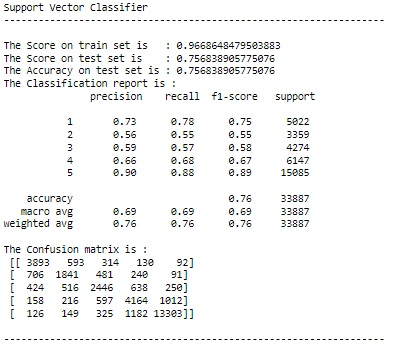 Support Vector Classifier
--------------------------------------------------------------------------------
The Score on train set is   : 0.9668648479503883
The Score on test set is    : 0.756838905775076
The Accuracy on test set is : 0.756838905775076
The Classification report is :
              precision    recall  f1-score   support
           1       0.73      0.78      0.75      5022
           2       0.56      0.55      0.55      3359
           3       0.59      0.57      0.58      4274
           4       0.66      0.68      0.67      6147
           5       0.90      0.88      0.89     15085
    accuracy                           0.76     33887
   macro avg       0.69      0.69      0.69     33887
weighted avg       0.76      0.76      0.76     33887
The Confusion matrix is :
[[ 3893   593   314   130    92]
[  706  1841   481   240    91]
[  424   516  2446   638   250]
[  158   216   597  4164  1012]
[  126   149   325  1182 13303]]
--------------------------------------------------------------------------------